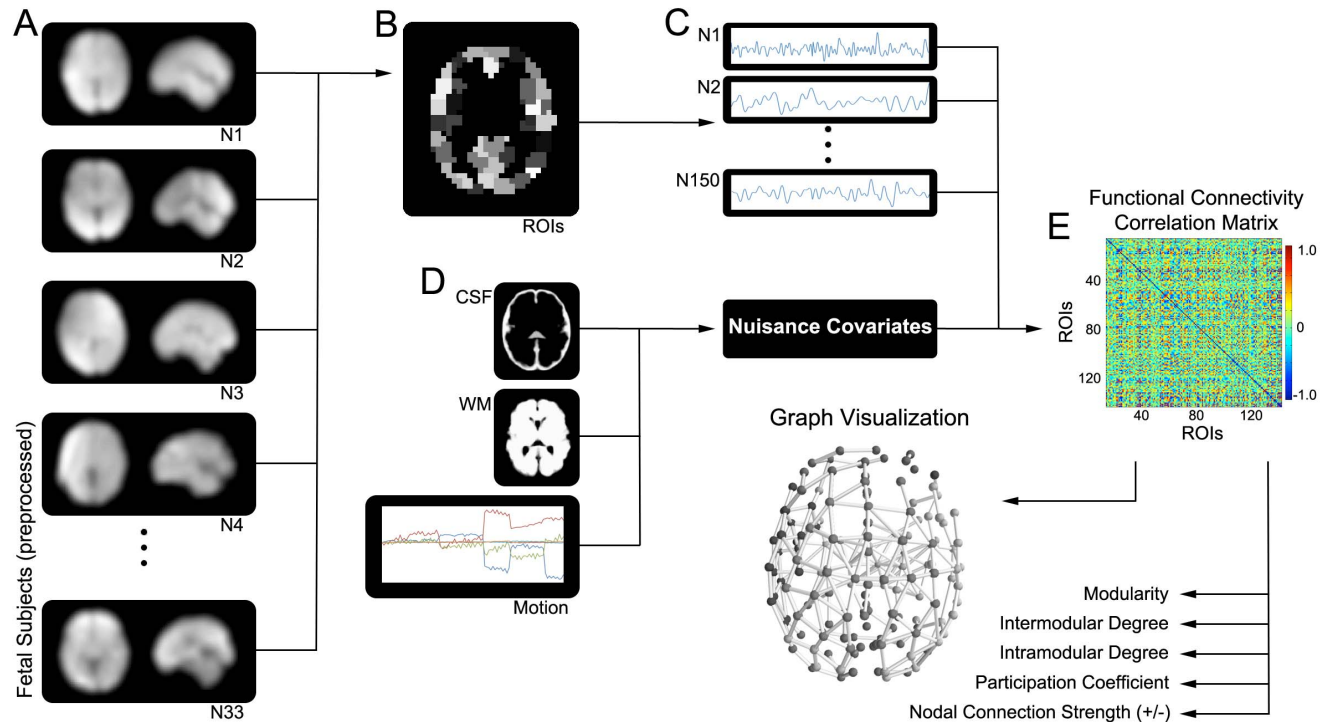 A
N1
N2
N3
N4
N33
Fetal Subjects (preprocessed)
B
ROIs
C
N1
N2
N150
D
CSF
WM
Motion
Nuisance Covariates
E
Functional Connectivity
Correlation Matrix
1.0
0
-1.0
ROIs
40
80
120
40
80
120
ROIs
Graph Visualization
Modularity
Intermodular Degree
Intramodular Degree
Participation Coefficient
Nodal Connection Strength (+/-)